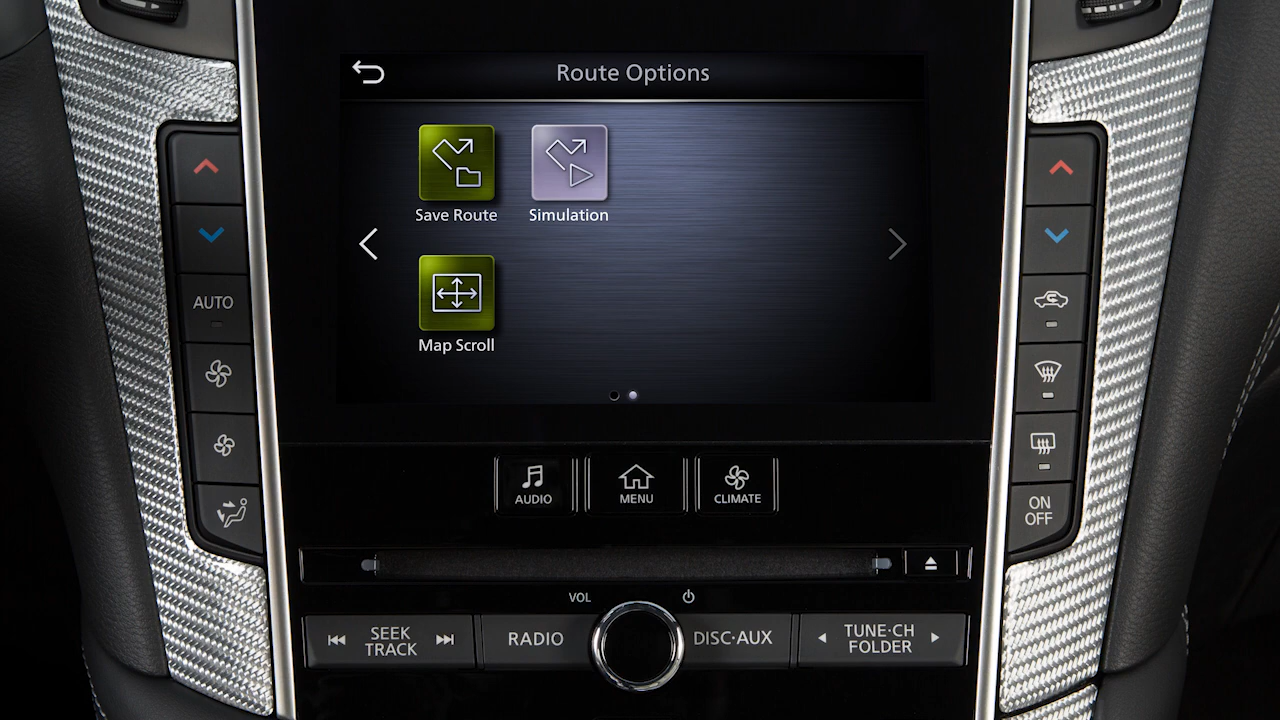 Route Options
Save Route
Simulation
Map Scroll
AUTO
AUDIO
MENU
CLIMATE
ON
OFF
VOL
SEEK
TRACK
RADIO
DISC·AUX
TUNE·CH
FOLDER